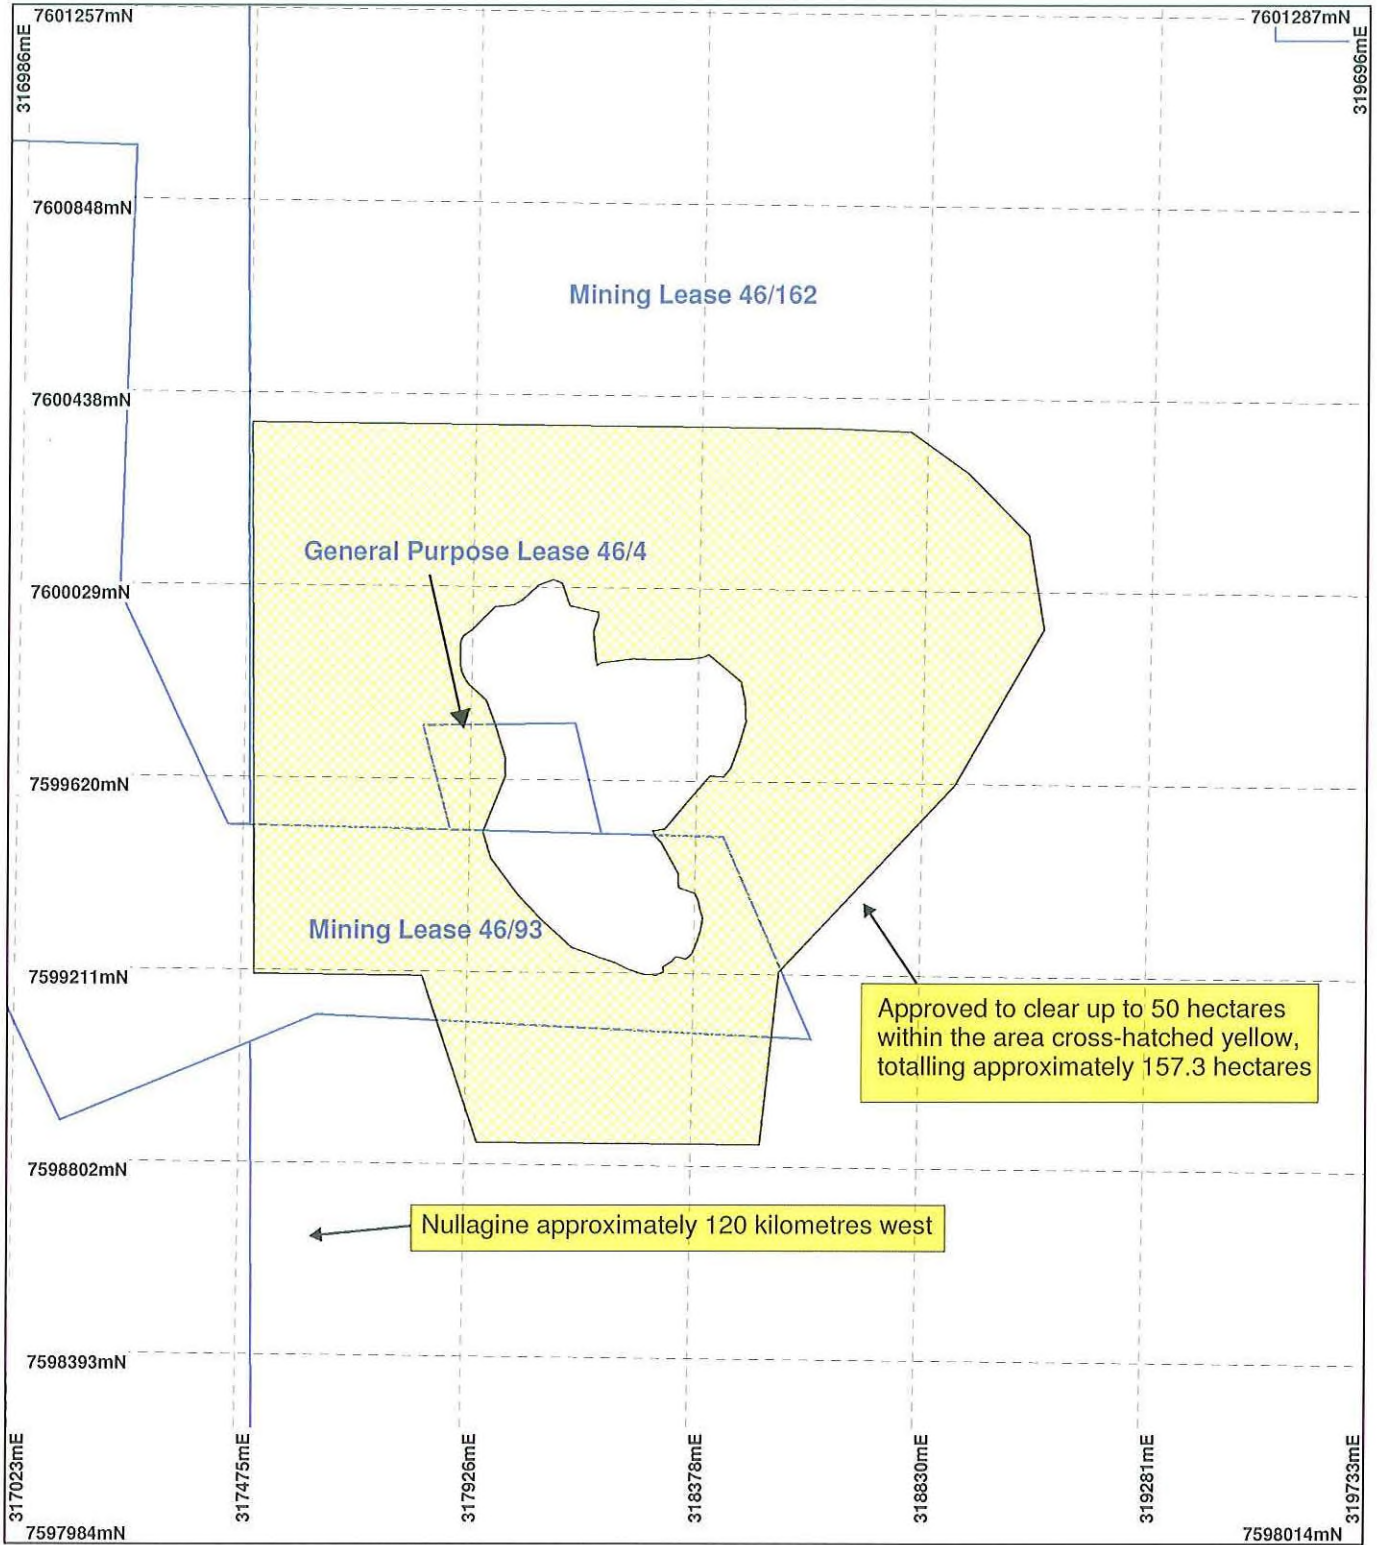 7601257mN
7601287mN
316986mE
319696mE
7600848mN
Mining Lease 46/162
7600438mN
General Purpose Lease 46/4
7600029mN
7599620mN
Mining Lease 46/93
7599211mN
Approved to clear up to 50 hectares
within the area cross-hatched yellow,
totalling approximately 157.3 hectares
7598802mN
Nullagine approximately 120 kilometres west
7598393mN
317023mE
317475mE
317926mE
318378mE
318830mE
319281mE
319733mE
7597984mN
7598014mN